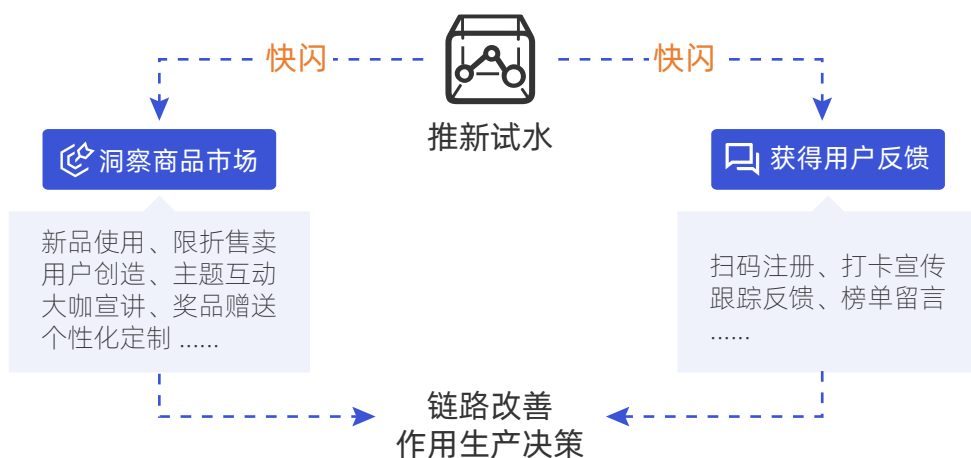 快闪
快闪
推新试水
洞察商品市场
获得用户反馈
新品使用、限折售卖
用户创造、主题互动
大咖宣讲、奖品赠送
个性化定制 ......
扫码注册、打卡宣传
跟踪反馈、榜单留言
......
链路改善
作用生产决策